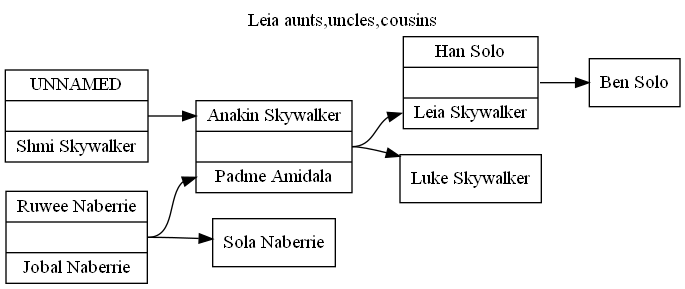 Leia aunts,uncles,cousins
UNNAMED
Shmi Skywalker
Ruwee Naberrie
Jobal Naberrie
Anakin Skywalker
Padme Amidala
Sola Naberrie
Han Solo
Leia Skywalker
Luke Skywalker
Ben Solo